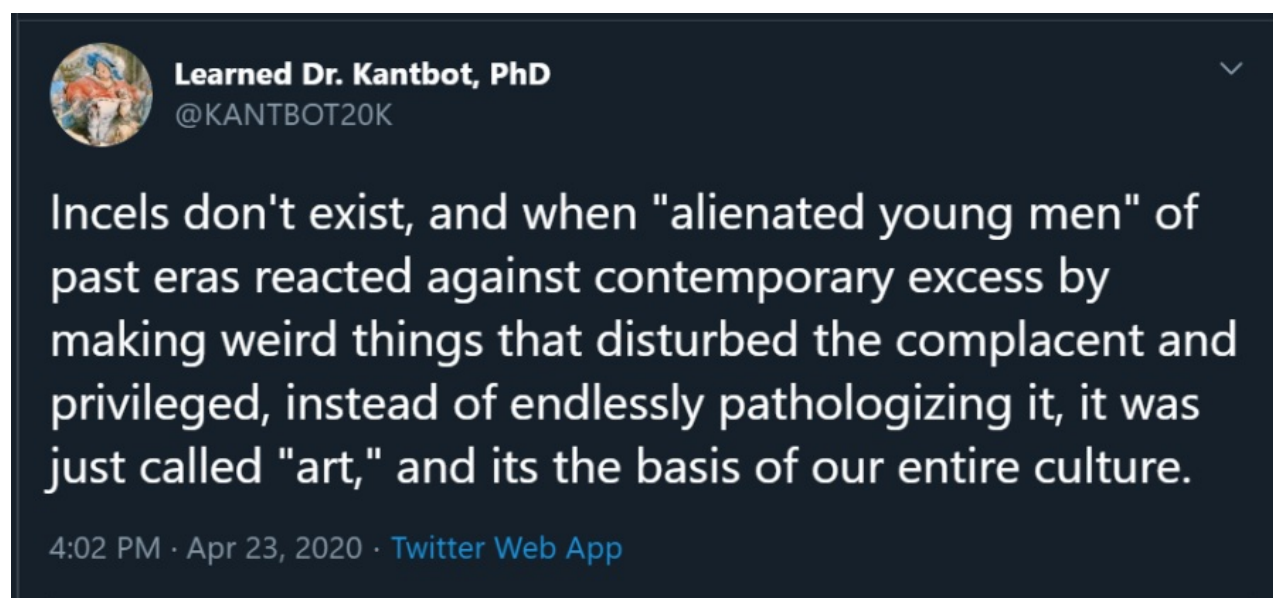 Learned Dr. Kantbot, PhD
@KANTBOT20K
Incels don't exist, and when "alienated young men" of
past eras reacted against contemporary excess by
making weird things that disturbed the complacent and
privileged, instead of endlessly pathologizing it, it was
just called "art," and its the basis of our entire culture.
4:02 PM · Apr 23, 2020 · Twitter Web App